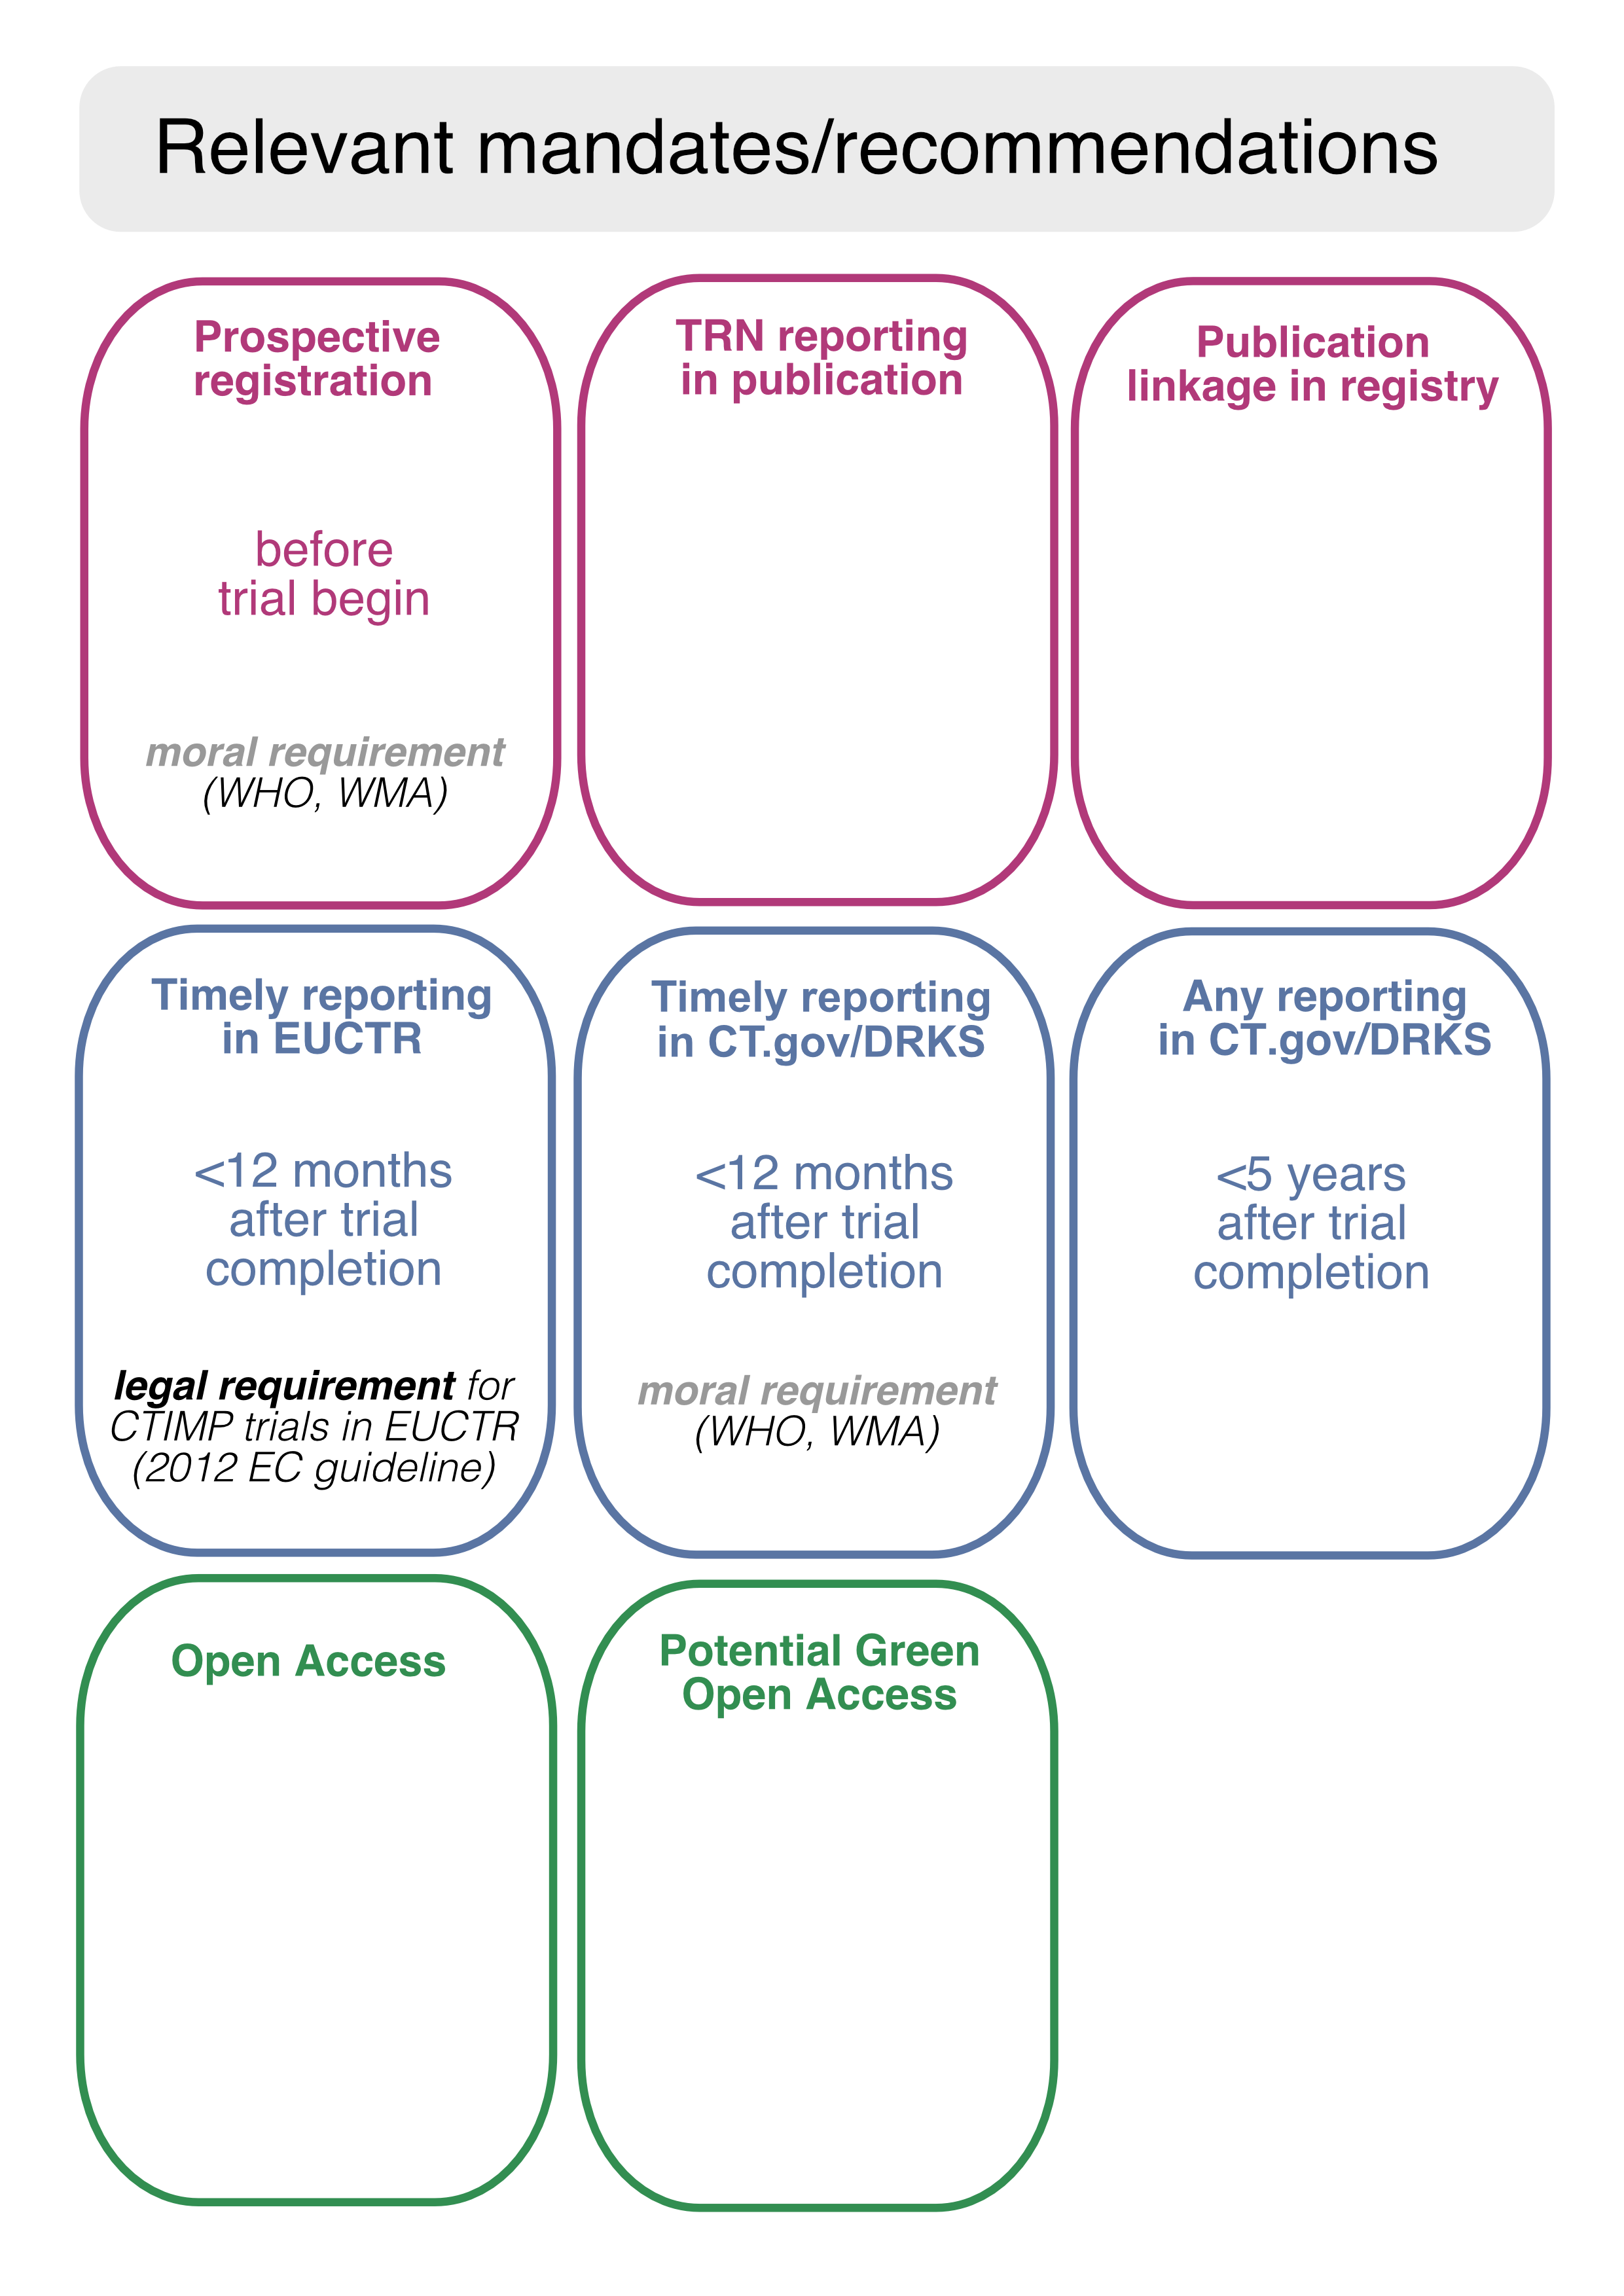 Relevant mandates/recommendations
Prospective
registration
before
trial begin
moral requirement
(WHO, WMA)
TRN reporting
in publication
Publication
linkage in registry
Timely reporting
in EUCTR
<12 months
after trial
completion
legal requirement for
CTIMP trials in EUCTR
(2012 EC guideline)
Timely reporting
in CT.gov/DRKS
<12 months
after trial
completion
moral requirement
(WHO, WMA)
Any reporting
in CT.gov/DRKS
<5 years
after trial
completion
Open Access
Potential Green
Open Access